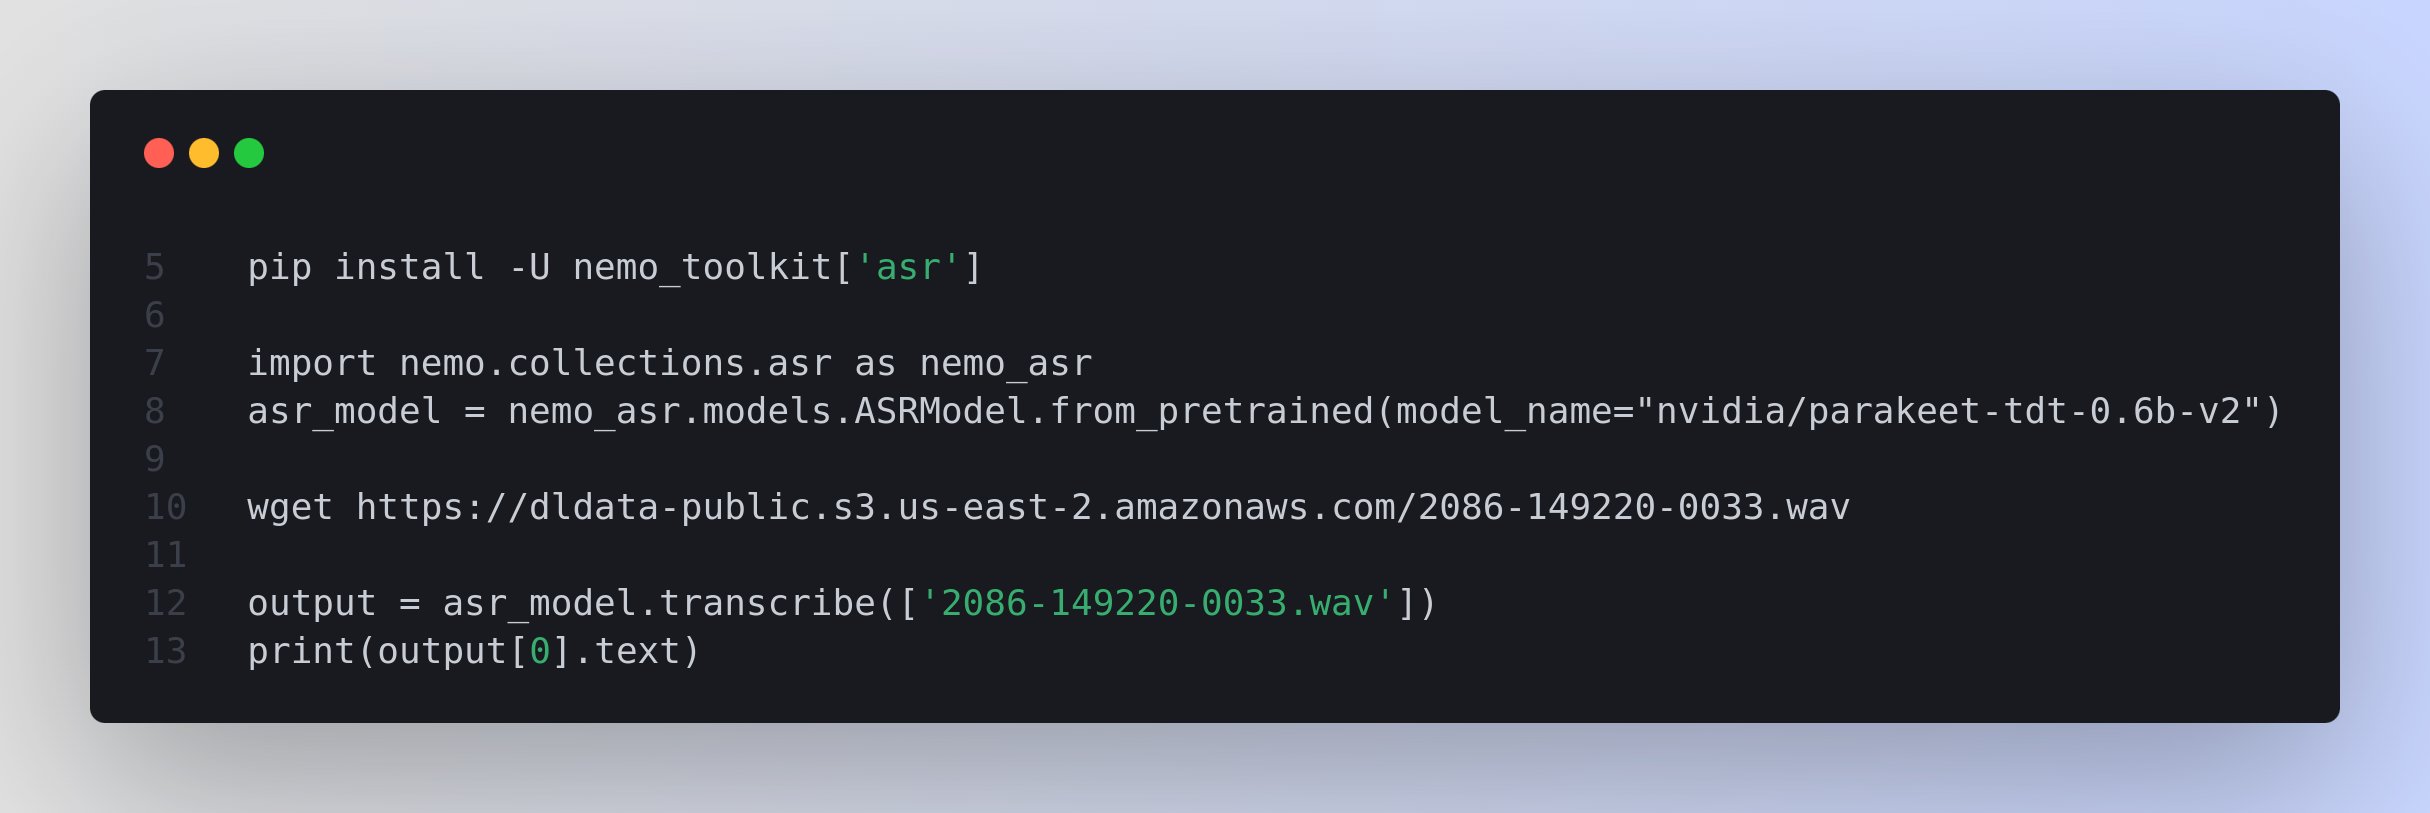 5 pip install -U nemo_toolkit['asr']
6
7 import nemo.collections.asr as nemo_asr
8 asr_model = nemo_asr.models.ASRModel.from_pretrained(model_name="nvidia/parakeet-tdt-0.6b-v2")
9
10 wget https://dldata-public.s3.us-east-2.amazonaws.com/2086-149220-0033.wav
11
12 output = asr_model.transcribe(['2086-149220-0033.wav'])
13 print(output[0].text)